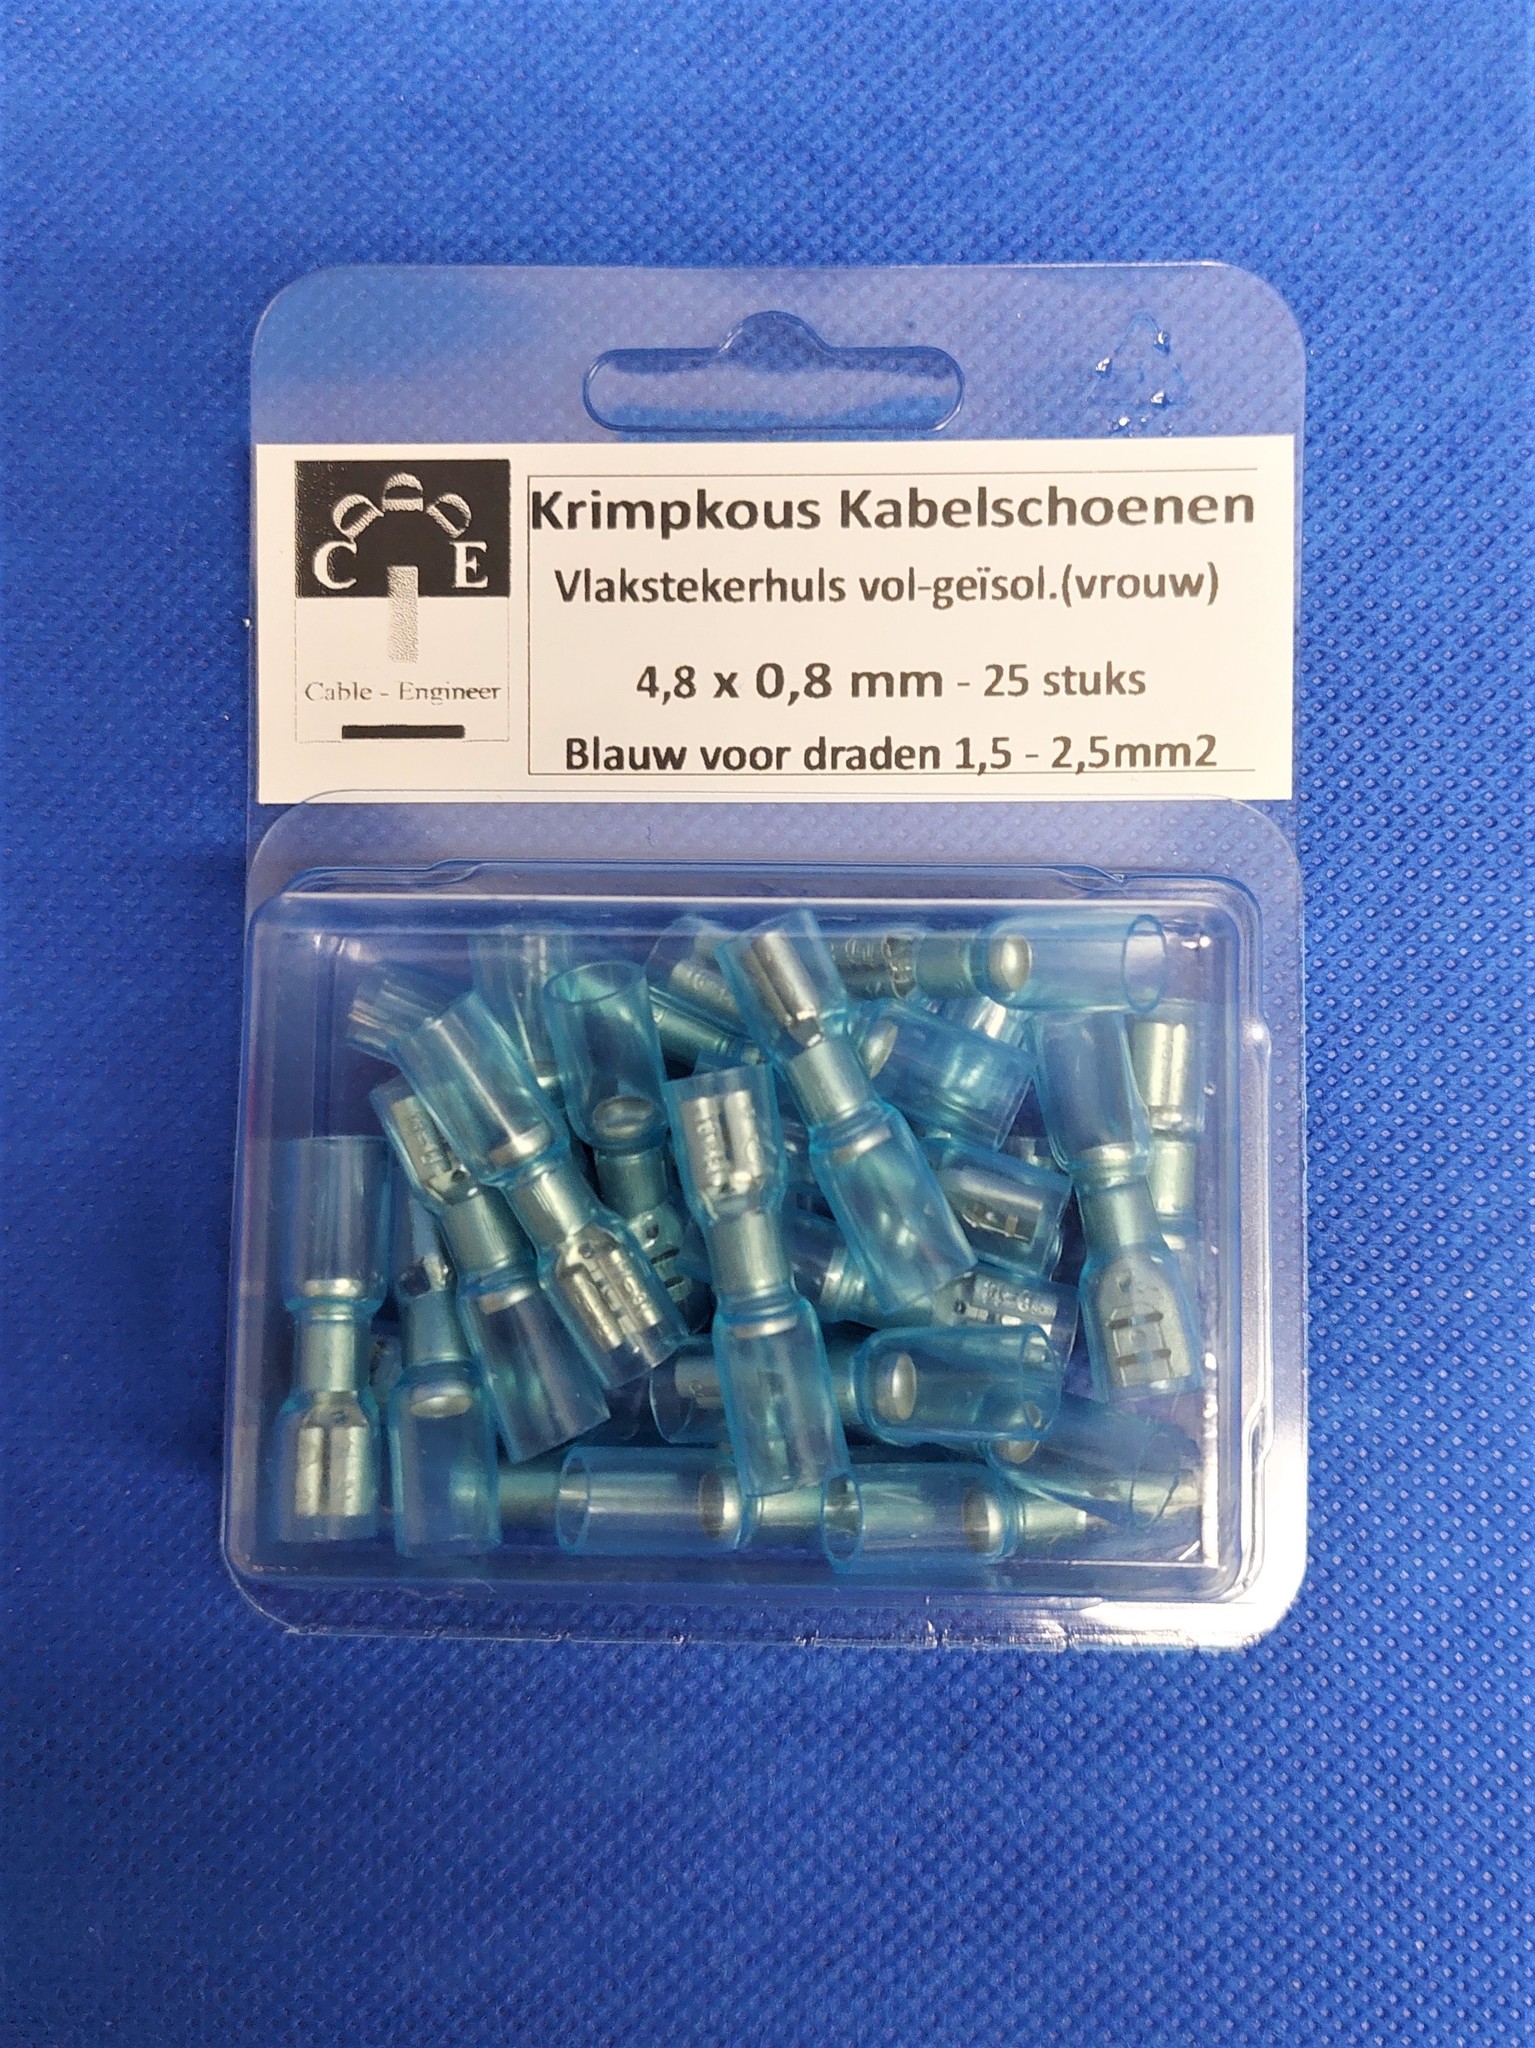 C E
Cable - Engineer
Krimpkous Kabelschoenen
Vlakstekerhuls vol-geïsol.(vrouw)
4,8 x 0,8 mm - 25 stuks
Blauw voor draden 1,5 - 2,5mm2